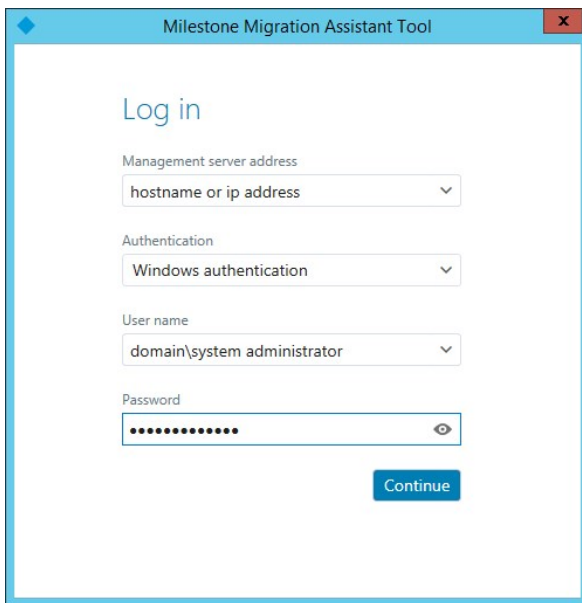 Milestone Migration Assistant Tool
x
Log in
Management server address
hostname or ip address
Authentication
Windows authentication
User name
domain\system administrator
Password
•••••••••••••
Continue